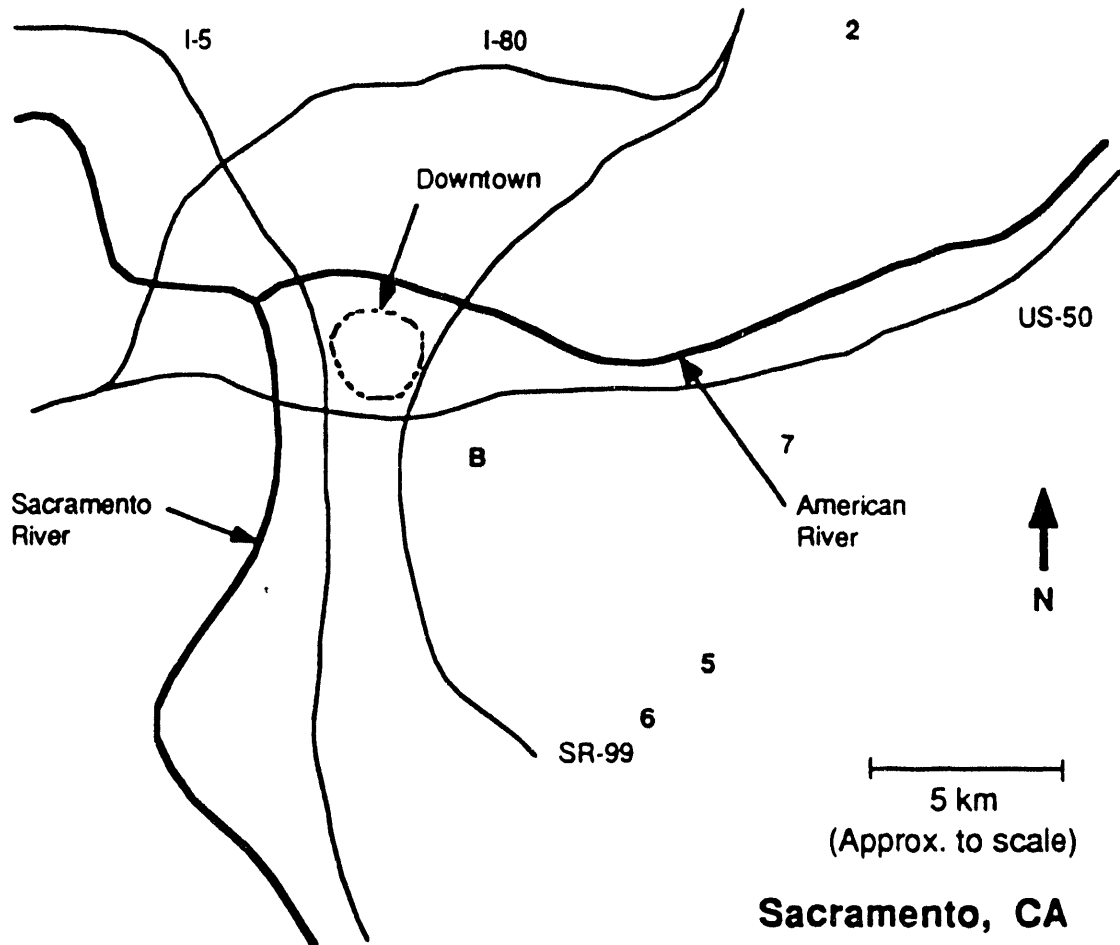 I-5
I-80
2
Downtown
US-50
B
7
Sacramento
River
American
River
N
5
6
SR-99
5 km
(Approx. to scale)
Sacramento, CA